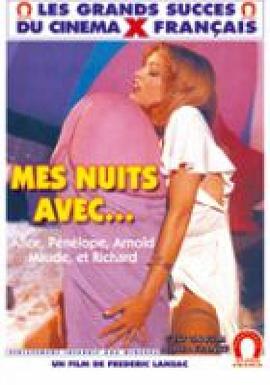 LES GRANDS SUCCES
DU CINEMA X FRANÇAIS
MES NUITS
AVEC...
Alice, Pénélope, Arnold
Maude, et Richard
UN FILM DE FREDERIC LANSAC